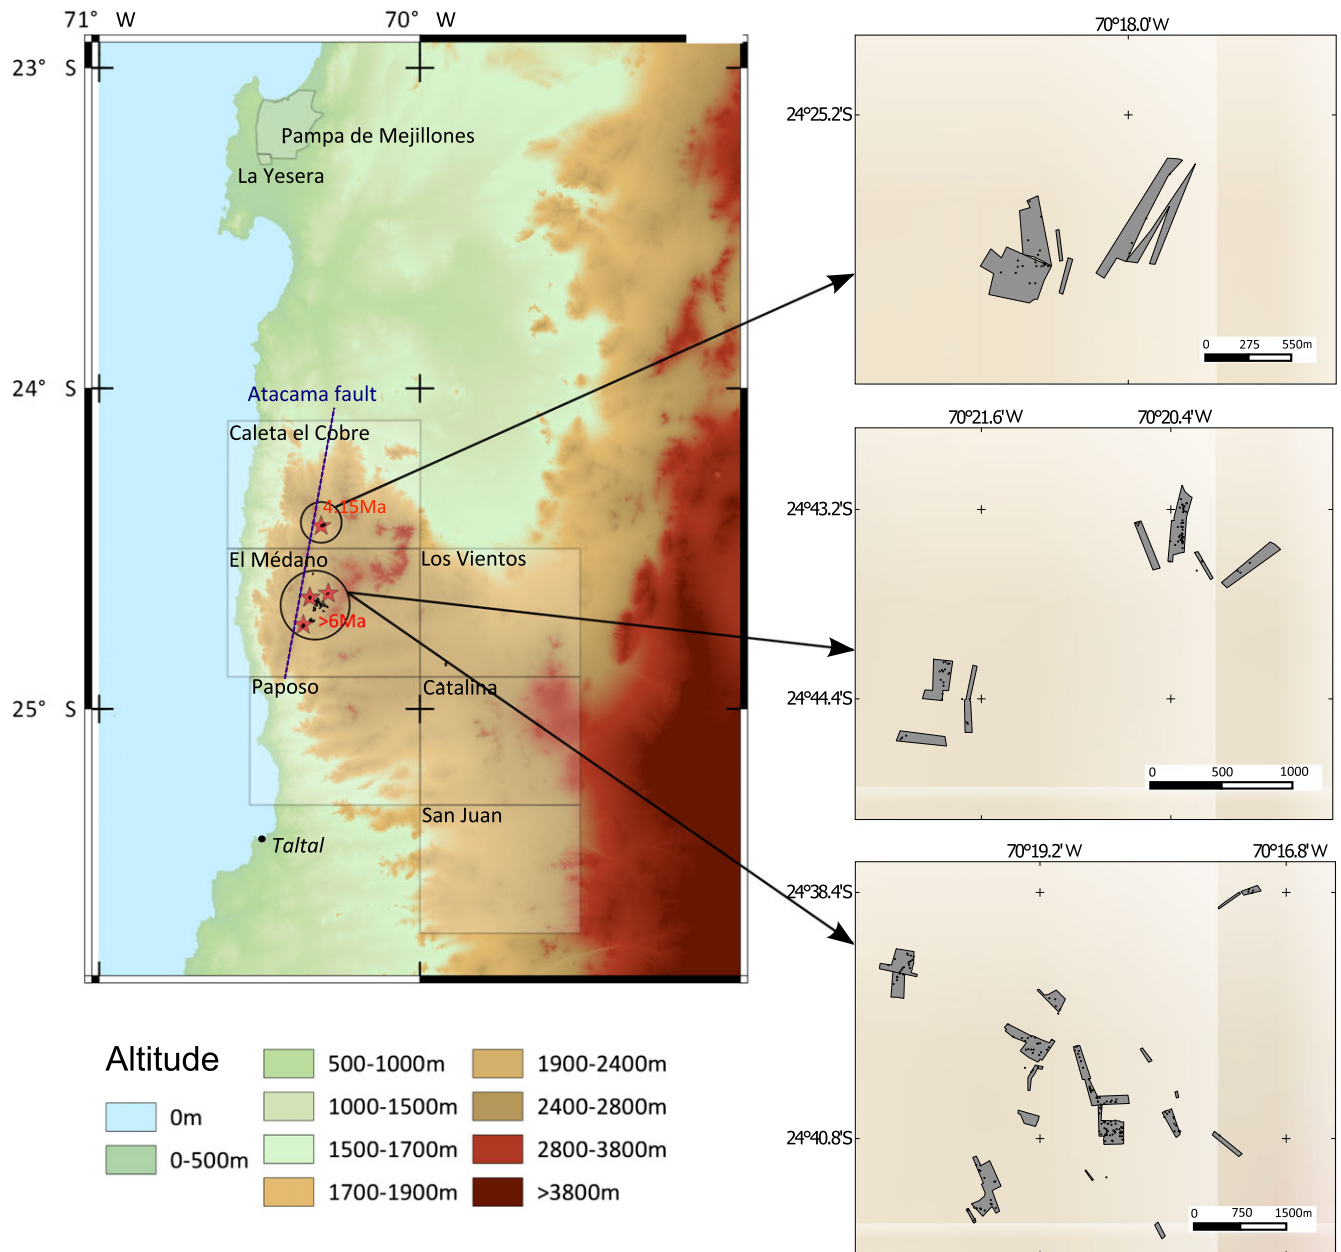 71° W
70° W
23° S
Pampa de Mejillones
La Yesera
24° S
Atacama fault
Caleta el Cobre
4.15Ma
El Médano
Los Vientos
>6Ma
Paposo
Catalina
25° S
San Juan
Taltal
70°18.0'W
24°25.2'S
0 275 550m
70°21.6'W 70°20.4'W
24°43.2'S
24°44.4'S
0 500 1000
70°19.2'W 70°16.8'W
24°38.4'S
24°40.8'S
0 750 1500m
Altitude
0m
0-500m
500-1000m
1000-1500m
1500-1700m
1700-1900m
1900-2400m
2400-2800m
2800-3800m
>3800m